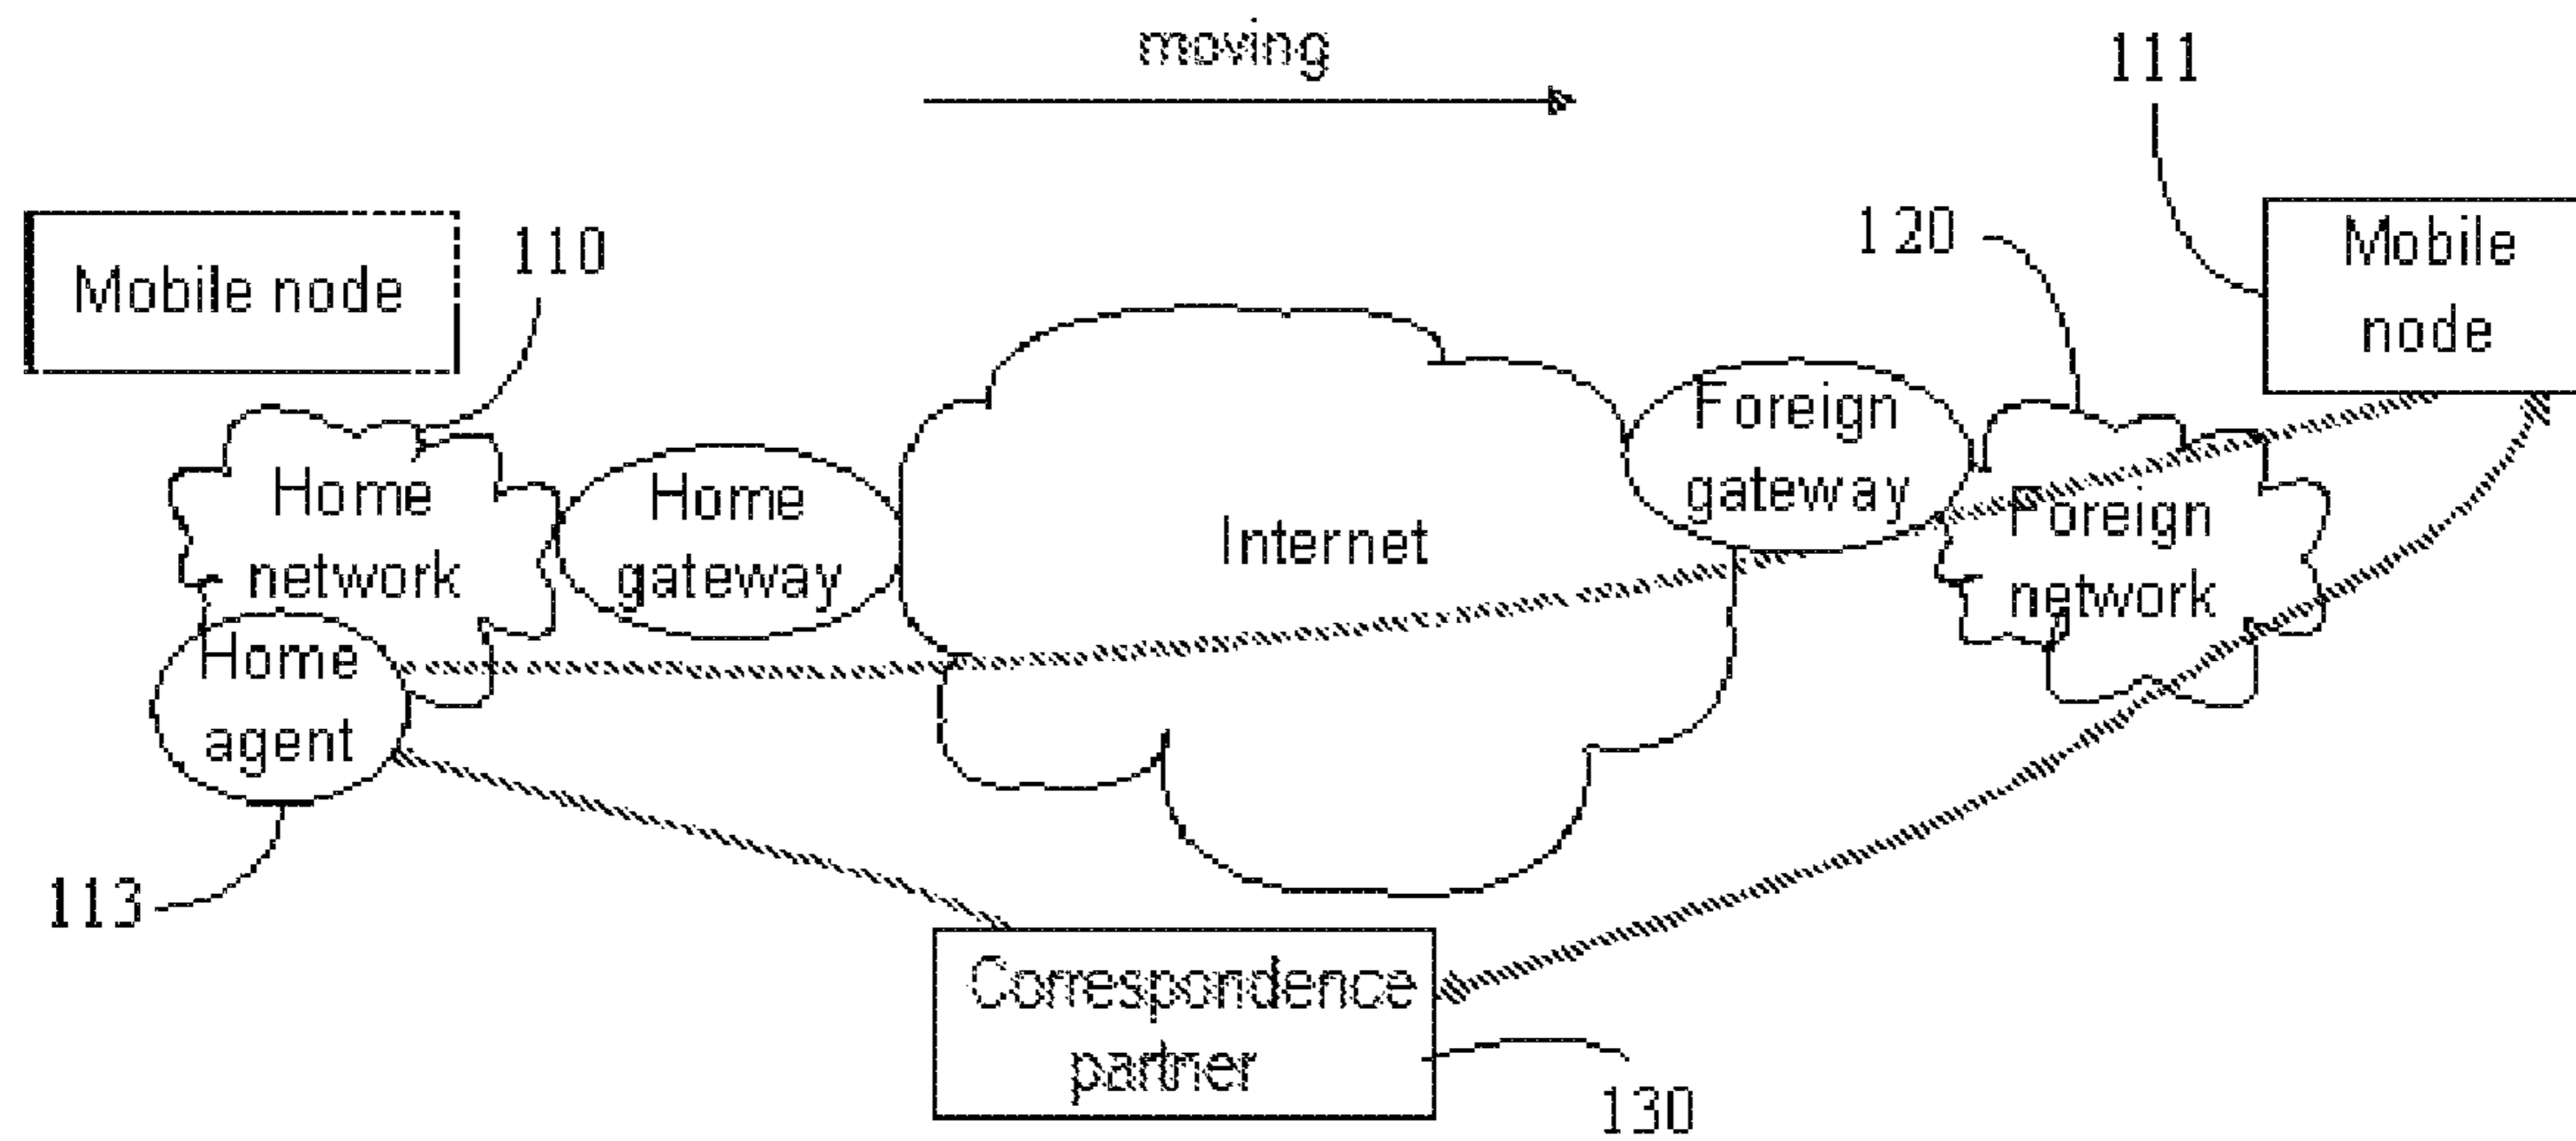 moving
111
Mobile node
110
120
Mobile
node
Home
network
Home
gateway
Internet
Foreign
gateway
Foreign
network
Home
agent
113
Correspondence
partner
130